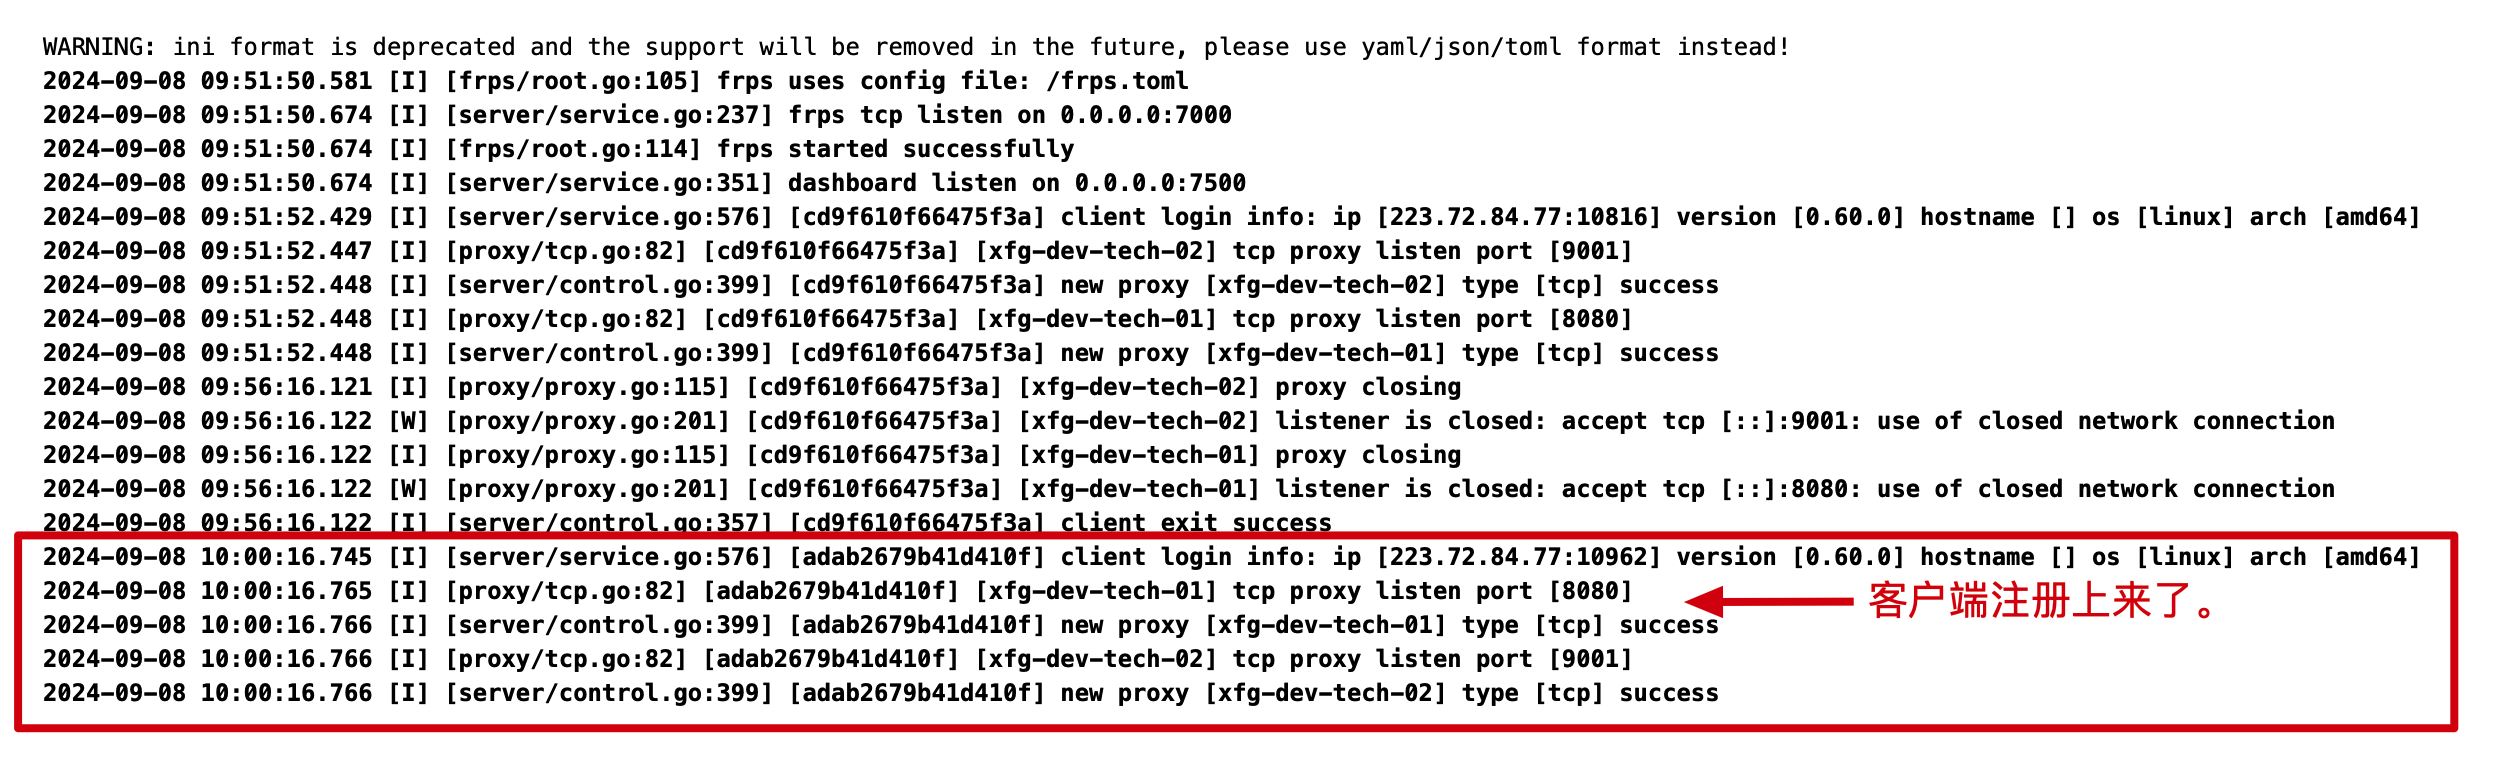 WARNING: ini format is deprecated and the support will be removed in the future, please use yaml/json/toml format instead!
2024-09-08 09:51:50.581 [I] [frps/root.go:105] frps uses config file: /frps.toml
2024-09-08 09:51:50.674 [I] [server/service.go:237] frps tcp listen on 0.0.0.0:7000
2024-09-08 09:51:50.674 [I] [frps/root.go:114] frps started successfully
2024-09-08 09:51:50.674 [I] [server/service.go:351] dashboard listen on 0.0.0.0:7500
2024-09-08 09:51:52.429 [I] [server/service.go:576] [cd9f610f66475f3a] client login info: ip [223.72.84.77:10816] version [0.60.0] hostname [] os [linux] arch [amd64]
2024-09-08 09:51:52.447 [I] [proxy/tcp.go:82] [cd9f610f66475f3a] [xfg-dev-tech-02] tcp proxy listen port [9001]
2024-09-08 09:51:52.448 [I] [server/control.go:399] [cd9f610f66475f3a] new proxy [xfg-dev-tech-02] type [tcp] success
2024-09-08 09:51:52.448 [I] [proxy/tcp.go:82] [cd9f610f66475f3a] [xfg-dev-tech-01] tcp proxy listen port [8080]
2024-09-08 09:51:52.448 [I] [server/control.go:399] [cd9f610f66475f3a] new proxy [xfg-dev-tech-01] type [tcp] success
2024-09-08 09:56:16.121 [I] [proxy/proxy.go:115] [cd9f610f66475f3a] [xfg-dev-tech-02] proxy closing
2024-09-08 09:56:16.122 [W] [proxy/proxy.go:201] [cd9f610f66475f3a] [xfg-dev-tech-02] listener is closed: accept tcp [::]:9001: use of closed network connection
2024-09-08 09:56:16.122 [I] [proxy/proxy.go:115] [cd9f610f66475f3a] [xfg-dev-tech-01] proxy closing
2024-09-08 09:56:16.122 [W] [proxy/proxy.go:201] [cd9f610f66475f3a] [xfg-dev-tech-01] listener is closed: accept tcp [::]:8080: use of closed network connection
2024-09-08 09:56:16.122 [I] [server/control.go:357] [cd9f610f66475f3a] client exit success
2024-09-08 10:00:16.745 [I] [server/service.go:576] [adab2679b41d410f] client login info: ip [223.72.84.77:10962] version [0.60.0] hostname [] os [linux] arch [amd64]
2024-09-08 10:00:16.765 [I] [proxy/tcp.go:82] [adab2679b41d410f] [xfg-dev-tech-01] tcp proxy listen port [8080]
客户端注册上来了。
2024-09-08 10:00:16.766 [I] [server/control.go:399] [adab2679b41d410f] new proxy [xfg-dev-tech-01] type [tcp] success
2024-09-08 10:00:16.766 [I] [proxy/tcp.go:82] [adab2679b41d410f] [xfg-dev-tech-02] tcp proxy listen port [9001]
2024-09-08 10:00:16.766 [I] [server/control.go:399] [adab2679b41d410f] new proxy [xfg-dev-tech-02] type [tcp] success